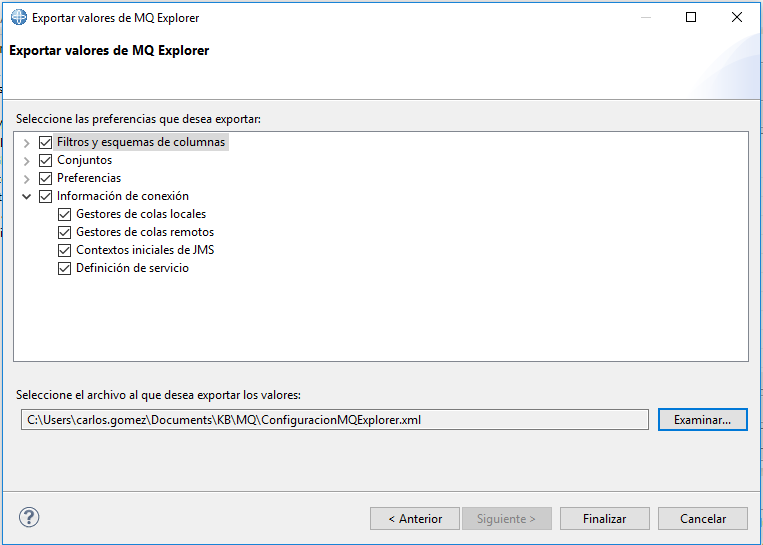 Exportar valores de MQ Explorer
Exportar valores de MQ Explorer
Seleccione las preferencias que desea exportar:
Filtros y esquemas de columnas
Conjuntos
Preferencias
Información de conexión
Gestores de colas locales
Gestores de colas remotos
Contextos iniciales de JMS
Definición de servicio
Seleccione el archivo al que desea exportar los valores:
C:\Users\carlos.gomez\Documents\KB\MQ\ConfiguracionMQExplorer.xml
Examinar...
?
< Anterior
Siguiente >
Finalizar
Cancelar